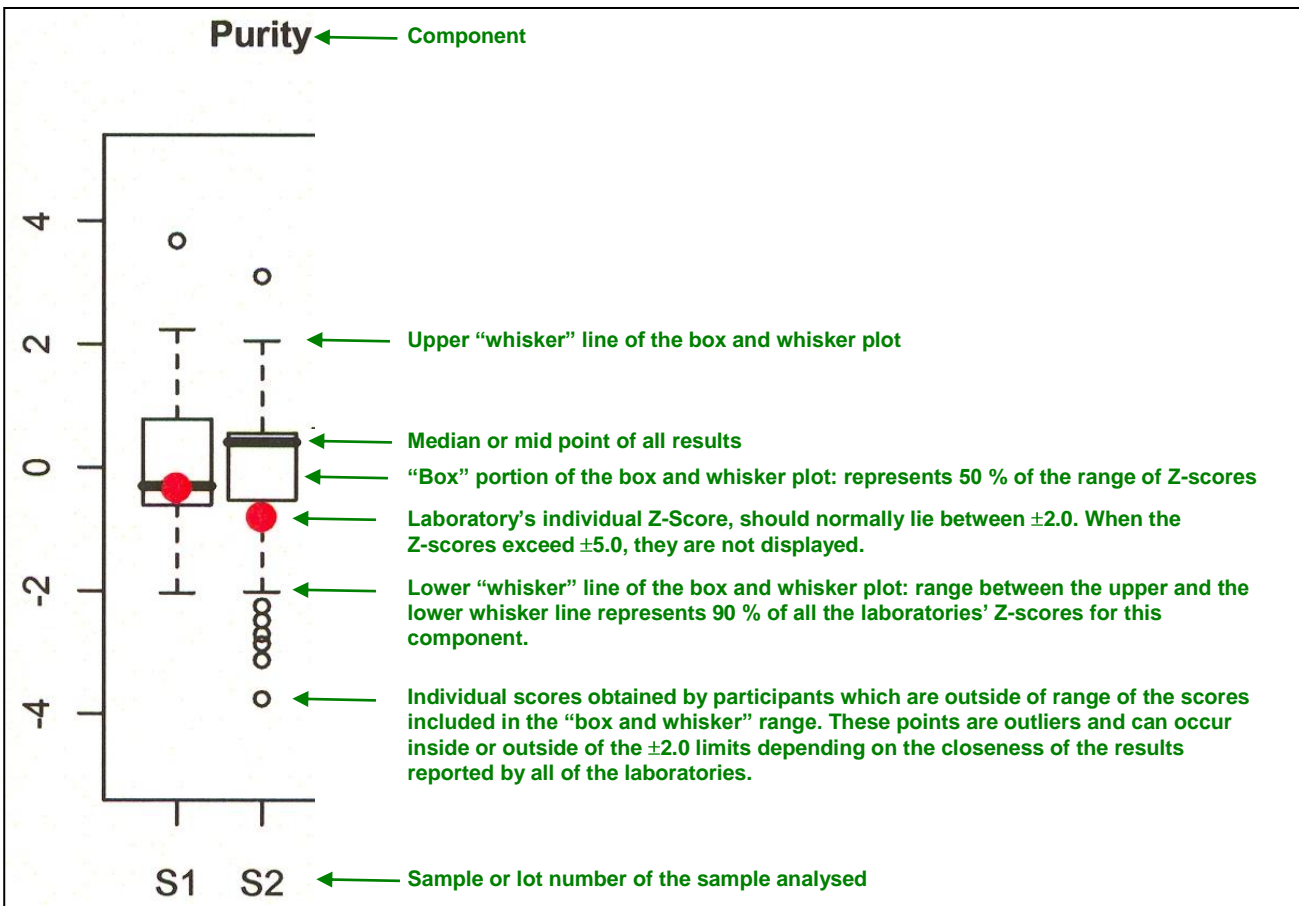 Purity
Component
4
2
Upper “whisker” line of the box and whisker plot
Median or mid point of all results
0
“Box” portion of the box and whisker plot: represents 50 % of the range of Z-scores
Laboratory’s individual Z-Score, should normally lie between ±2.0. When the
Z-scores exceed ±5.0, they are not displayed.
-2
Lower “whisker” line of the box and whisker plot: range between the upper and the
lower whisker line represents 90 % of all the laboratories’ Z-scores for this
component.
-4
Individual scores obtained by participants which are outside of range of the scores
included in the “box and whisker” range. These points are outliers and can occur
inside or outside of the ±2.0 limits depending on the closeness of the results
reported by all of the laboratories.
S1 S2
Sample or lot number of the sample analysed